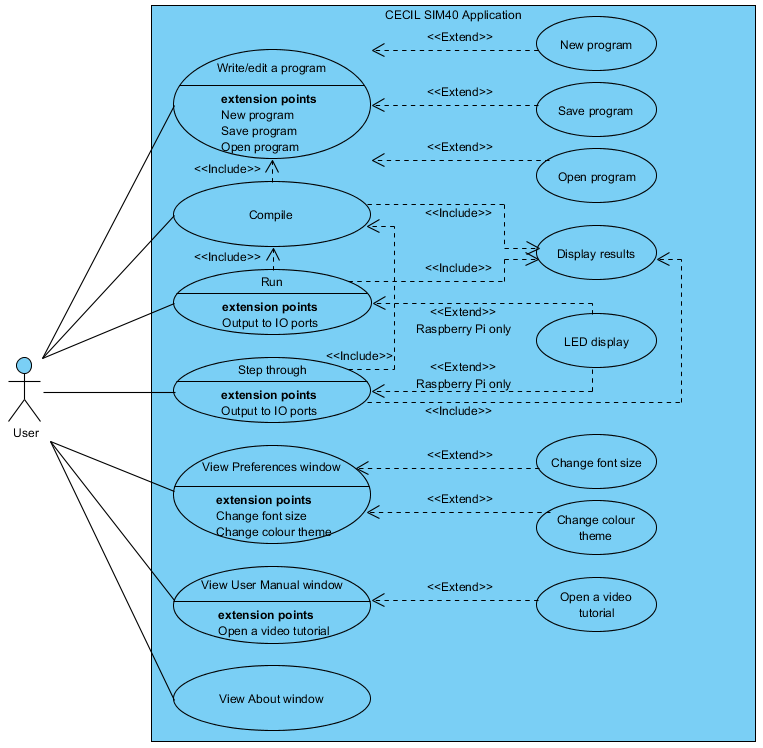 CECIL SIM40 Application
<<Extend>>
New program
Write/edit a program
extension points
New program
Save program
Open program
<<Extend>>
Save program
<<Extend>>
Open program
<<Include>>
Compile
<<Include>>
Display results
<<Include>>
<<Include>>
Run
extension points
Output to IO ports
<<Extend>>
Raspberry Pi only
LED display
<<Include>>
Step through
extension points
Output to IO ports
<<Extend>>
Raspberry Pi only
<<Include>>
User
View Preferences window
extension points
Change font size
Change colour theme
<<Extend>>
Change font size
<<Extend>>
Change colour
theme
View User Manual window
extension points
Open a video tutorial
<<Extend>>
Open a video
tutorial
View About window